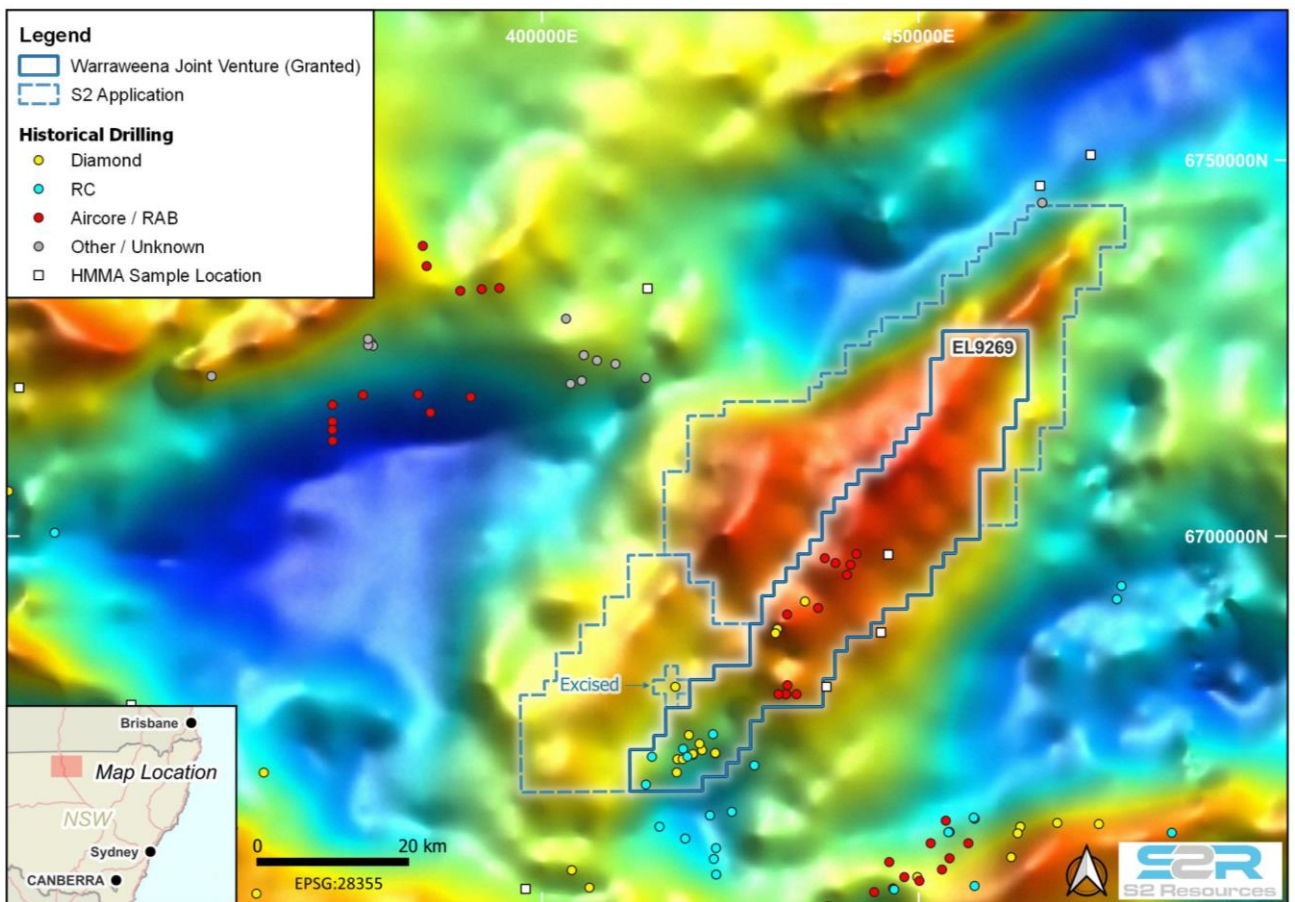 Legend
Warraweena Joint Venture (Granted)
S2 Application
Historical Drilling
Diamond
RC
Aircore / RAB
Other / Unknown
HMMA Sample Location
400000E
450000E
6750000N
EL9269
6700000N
Excised
Brisbane
Map Location
NSW
Sydney
CANBERRA
0 20 km
EPSG:28355
S2R
S2 Resources